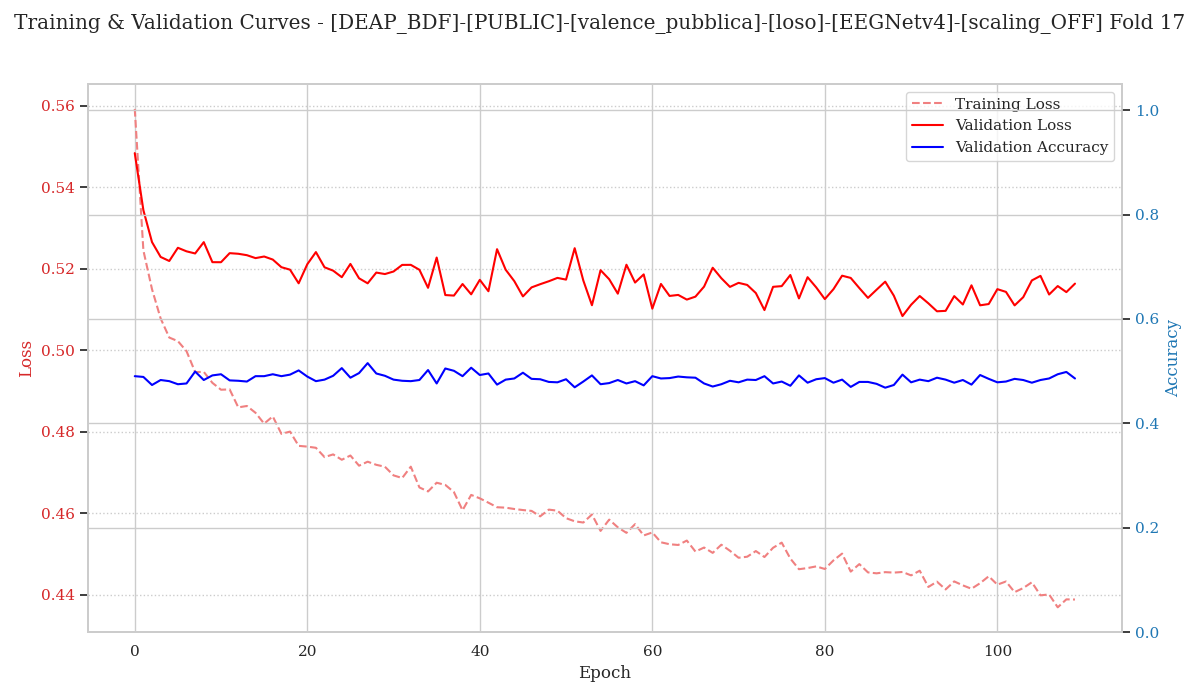 Training & Validation Curves - [DEAP_BDF]-[PUBLIC]-[valence_pubblica]-[loso]-[EEGNetv4]-[scaling_OFF] Fold 17
Training Loss
Validation Loss
Validation Accuracy
0.56
0.54
0.52
0.50
0.48
0.46
0.44
Loss
1.0
0.8
0.6
0.4
0.2
0.0
Accuracy
0
20
40
60
80
100
Epoch